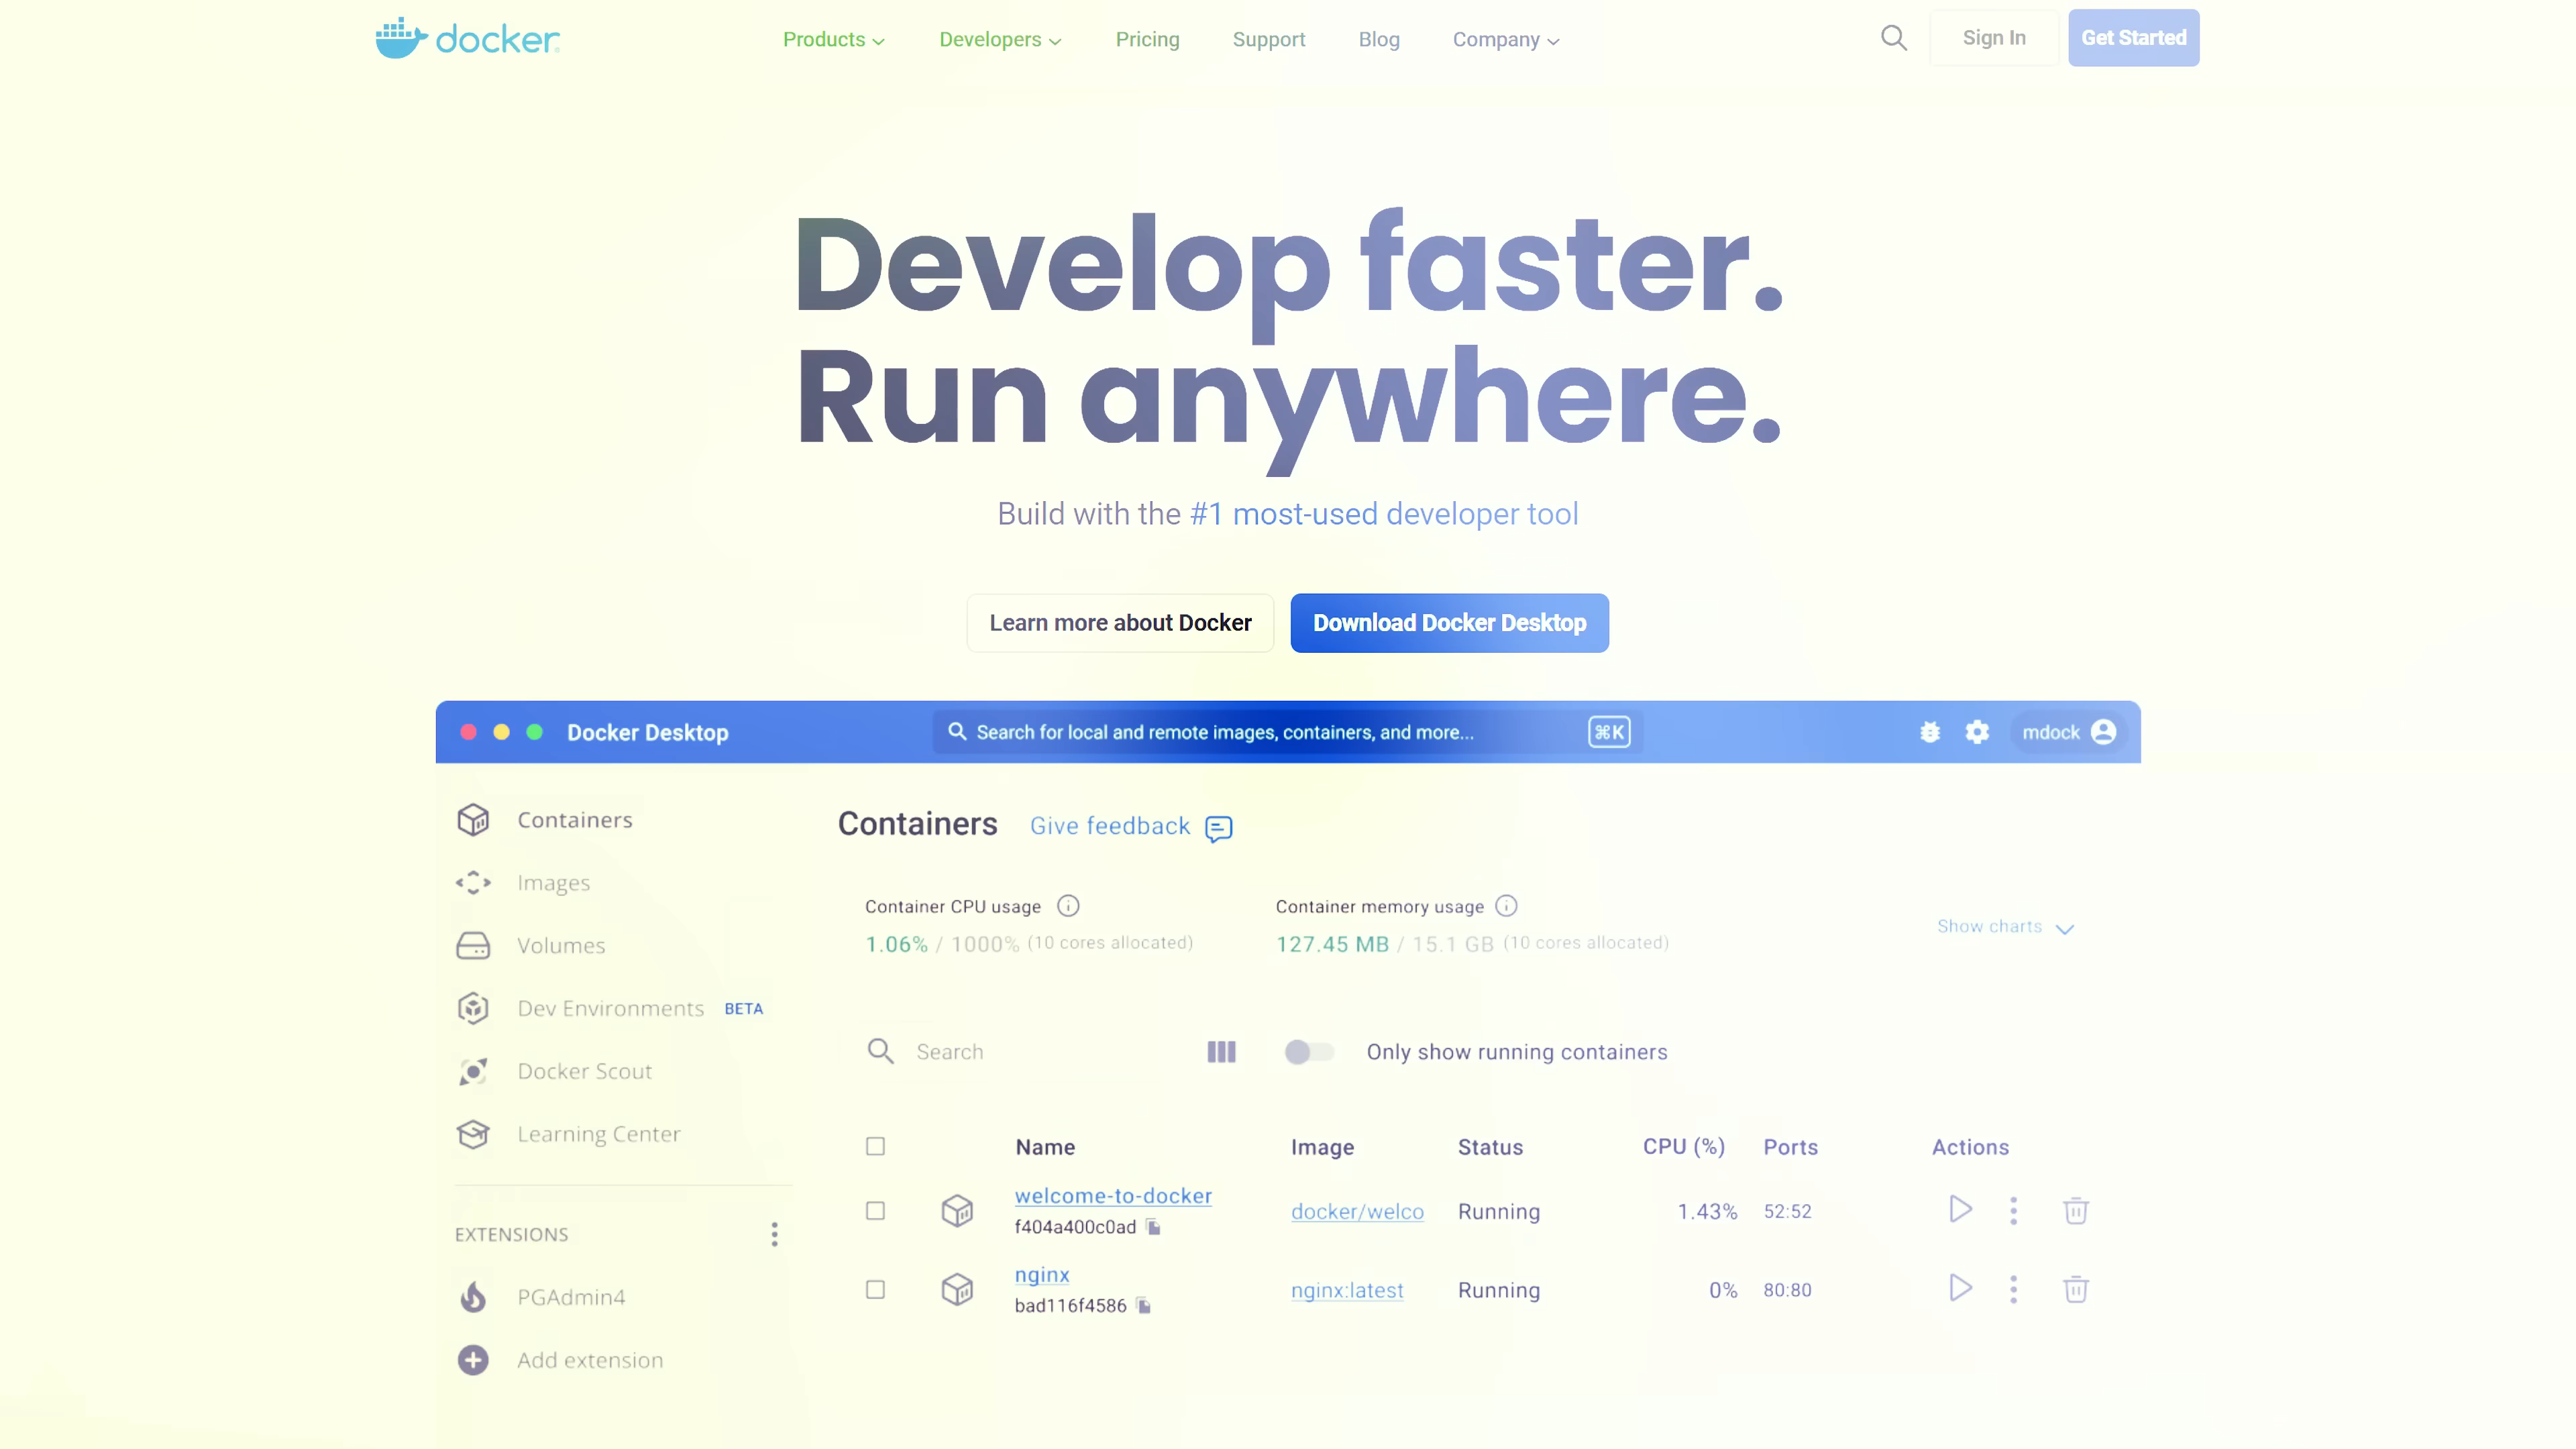 docker
Products Developers Pricing Support Blog Company Sign In Get Started
Develop faster.
Run anywhere.
Build with the #1 most-used developer tool
Learn more about Docker Download Docker Desktop
Docker Desktop Search for local and remote images, containers, and more... ⌘K mdock
Containers
Images
Volumes
Dev Environments BETA
Docker Scout
Learning Center
EXTENSIONS
PGAdmin4
Add extension
Containers Give feedback
Container CPU usage
1.06% / 1000% (10 cores allocated)
Container memory usage
127.45 MB / 15.1 GB (10 cores allocated)
Show charts
Search Only show running containers
Name Image Status CPU (%) Ports Actions
welcome-to-docker docker/welco Running 1.43% 52:52
f404a400c0ad
nginx nginx:latest Running 0% 80:80
bad116f4586